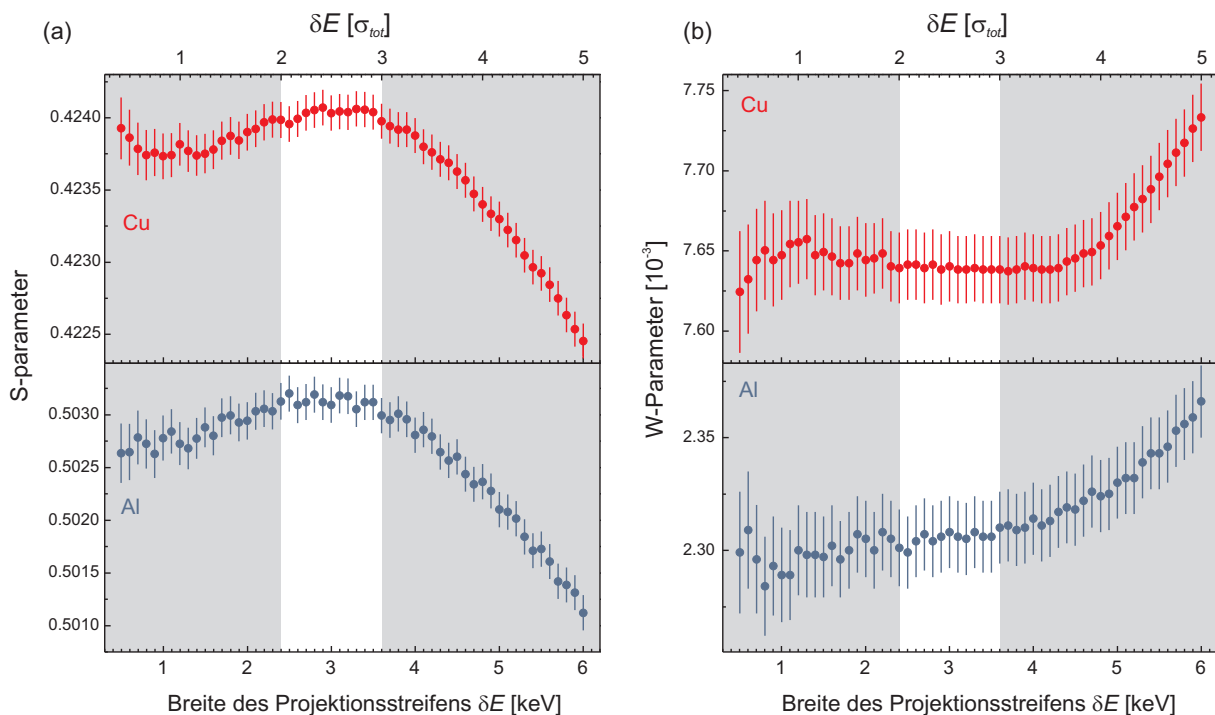 (a)
δE [σtot]
1 2 3 4 5
S-parameter
0.4240
0.4235
0.4230
0.4225
Cu
0.5030
0.5025
0.5020
0.5015
0.5010
Al
1 2 3 4 5 6
Breite des Projektionsstreifens δE [keV]
(b)
δE [σtot]
1 2 3 4 5
W-Parameter [10⁻³]
7.75
7.70
7.65
7.60
Cu
2.35
2.30
Al
1 2 3 4 5 6
Breite des Projektionsstreifens δE [keV]